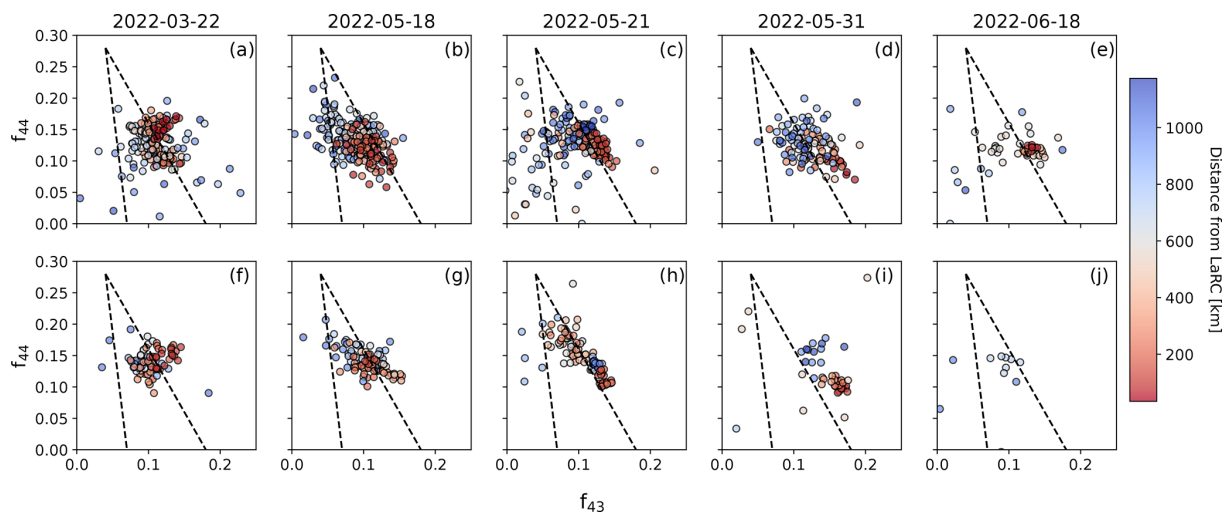 2022-03-22 2022-05-18 2022-05-21 2022-05-31 2022-06-18
0.30 (a) (b) (c) (d) (e)
0.25
0.20
f44
0.15
0.10
0.05
0.00
0.30 (f) (g) (h) (i) (j)
0.25
0.20
f44
0.15
0.10
0.05
0.00
0.0 0.1 0.2 0.0 0.1 0.2 0.0 0.1 0.2 0.0 0.1 0.2 0.0 0.1 0.2
f43
1000
800
600
400
200
Distance from LaRC [km]